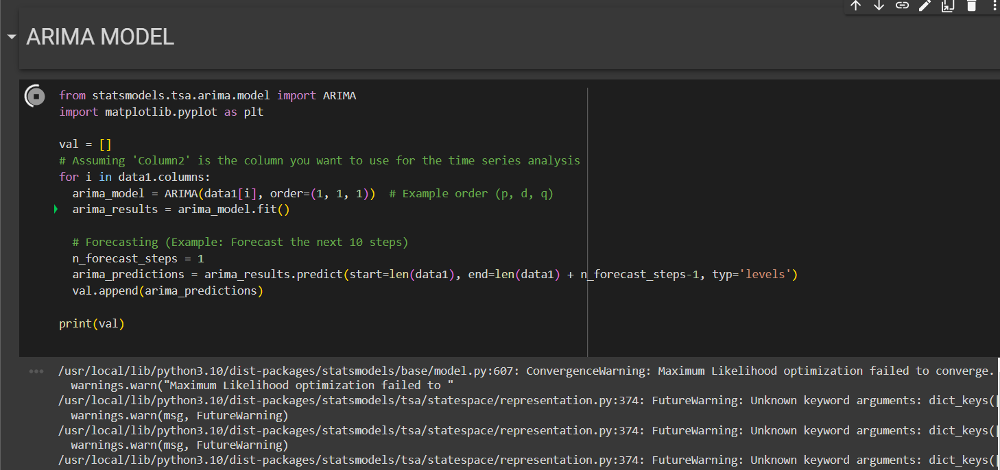 ARIMA MODEL
from statsmodels.tsa.arima.model import ARIMA
import matplotlib.pyplot as plt
val = []
# Assuming 'Column2' is the column you want to use for the time series analysis
for i in data1.columns:
  arima_model = ARIMA(data1[i], order=(1, 1, 1))  # Example order (p, d, q)
  arima_results = arima_model.fit()
  # Forecasting (Example: Forecast the next 10 steps)
  n_forecast_steps = 1
  arima_predictions = arima_results.predict(start=len(data1), end=len(data1) + n_forecast_steps-1, typ='levels')
  val.append(arima_predictions)
print(val)
/usr/local/lib/python3.10/dist-packages/statsmodels/base/model.py:607: ConvergenceWarning: Maximum Likelihood optimization failed to converge.
  warnings.warn("Maximum Likelihood optimization failed to "
/usr/local/lib/python3.10/dist-packages/statsmodels/tsa/statespace/representation.py:374: FutureWarning: Unknown keyword arguments: dict_keys([
  warnings.warn(msg, FutureWarning)
/usr/local/lib/python3.10/dist-packages/statsmodels/tsa/statespace/representation.py:374: FutureWarning: Unknown keyword arguments: dict_keys([
  warnings.warn(msg, FutureWarning)
/usr/local/lib/python3.10/dist-packages/statsmodels/tsa/statespace/representation.py:374: FutureWarning: Unknown keyword arguments: dict_keys([